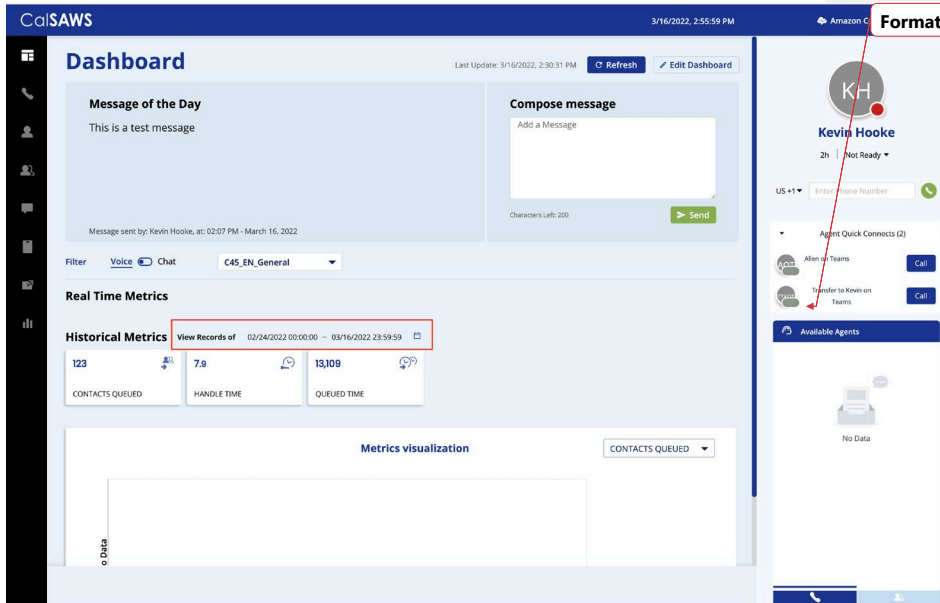 CalSAWS
3/16/2022, 2:55:59 PM
Amazon C
Format
Dashboard
Last Update: 3/16/2022, 2:30:31 PM
Refresh
Edit Dashboard
Message of the Day
This is a test message
Message sent by: Kevin Hooke, at: 02:07 PM - March 16, 2022
Compose message
Add a Message
Characters Left: 200
Send
Filter
Voice
Chat
C45_EN_General
Real Time Metrics
Historical Metrics
View Records of
02/24/2022 00:00:00 ~ 03/16/2022 23:59:59
123
CONTACTS QUEUED
7.9
HANDLE TIME
13,109
QUEUED TIME
Metrics visualization
CONTACTS QUEUED
o Data
KH
Kevin Hooke
2h | Not Ready
US +1
Enter Phone Number
Agent Quick Connects (2)
AOT
Allen on Teams
Call
Transfer to Kevin on
Teams
Call
Available Agents
No Data